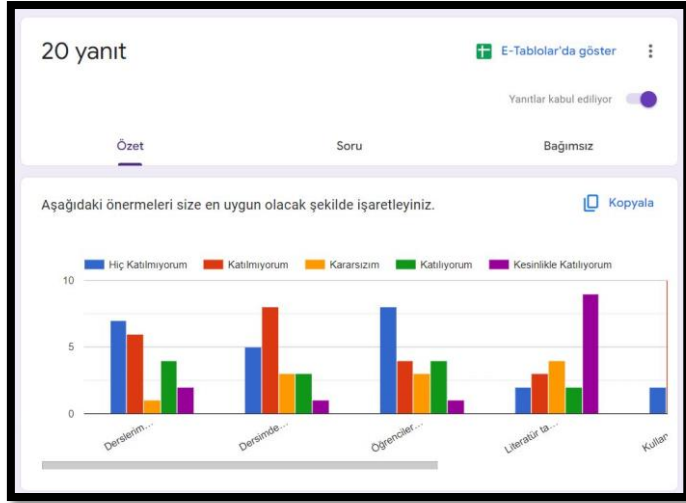 20 yanıt
E-Tablolar'da göster
Yanıtlar kabul ediliyor
Özet Soru Bağımsız
Aşağıdaki önermeleri size en uygun olacak şekilde işaretleyiniz.
Kopyala
Hiç Katılmıyorum Katılmıyorum Kararsızım Katılıyorum Kesinlikle Katılıyorum
10
5
0
Derslerim... Dersimde... Öğrenciler... Literatür ta... Kullan